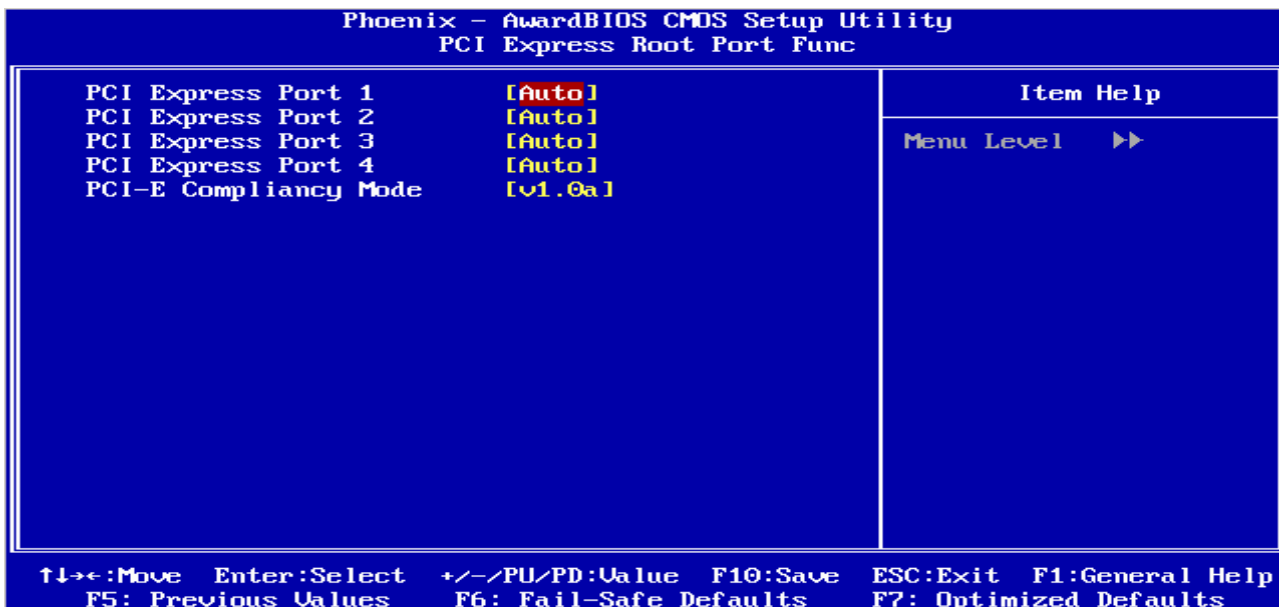 Phoenix - AwardBIOS CMOS Setup Utility
PCI Express Root Port Func
PCI Express Port 1 [Auto]
PCI Express Port 2 [Auto]
PCI Express Port 3 [Auto]
PCI Express Port 4 [Auto]
PCI-E Compliancy Mode [v1.0a]
Item Help
Menu Level ▶▶
↑↓→←:Move Enter:Select +/-/PU/PD:Value F10:Save ESC:Exit F1:General Help
F5: Previous Values F6: Fail-Safe Defaults F7: Optimized Defaults